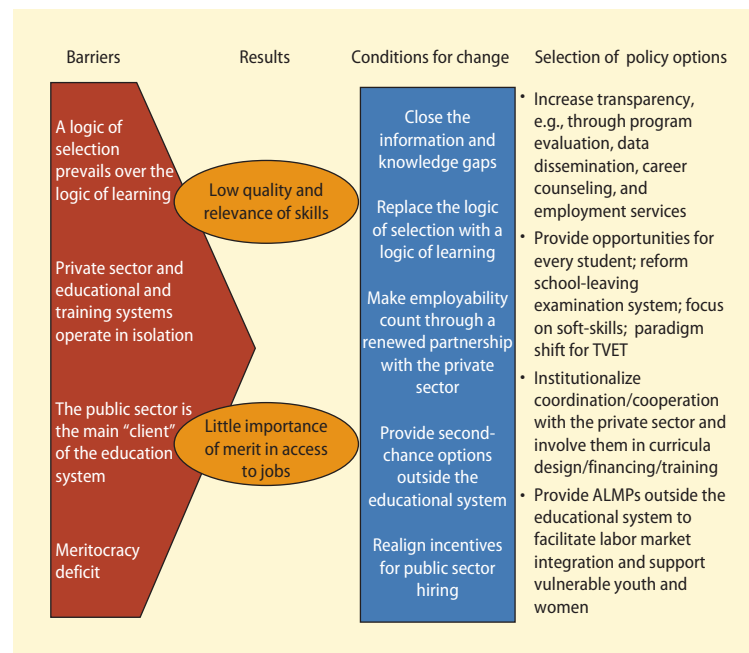 Barriers
Results
Conditions for change
Selection of policy options
A logic of
selection
prevails over the
logic of learning
Private sector and
educational and
training systems
operate in isolation
The public sector is
the main “client”
of the education
system
Meritocracy
deficit
Low quality and
relevance of skills
Little importance
of merit in access
to jobs
Close the
information and
knowledge gaps
Replace the logic
of selection with a
logic of learning
Make employability
count through a
renewed partnership
with the private
sector
Provide second-
chance options
outside the
educational system
Realign incentives
for public sector
hiring
• Increase transparency,
e.g., through program
evaluation, data
dissemination, career
counseling, and
employment services
• Provide opportunities for
every student; reform
school-leaving
examination system; focus
on soft-skills; paradigm
shift for TVET
• Institutionalize
coordination/cooperation
with the private sector and
involve them in curricula
design/financing/training
• Provide ALMPs outside the
educational system to
facilitate labor market
integration and support
vulnerable youth and
women